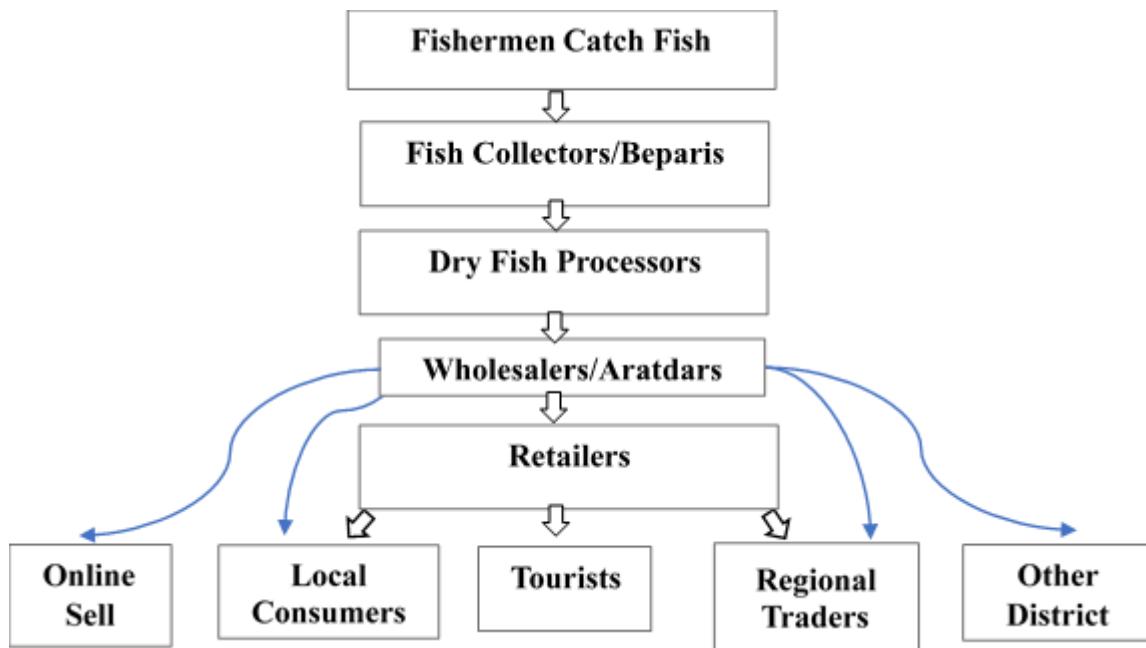 Fishermen Catch Fish
Fish Collectors/Beparis
Dry Fish Processors
Wholesalers/Aratdars
Retailers
Online
Sell
Local
Consumers
Tourists
Regional
Traders
Other
District